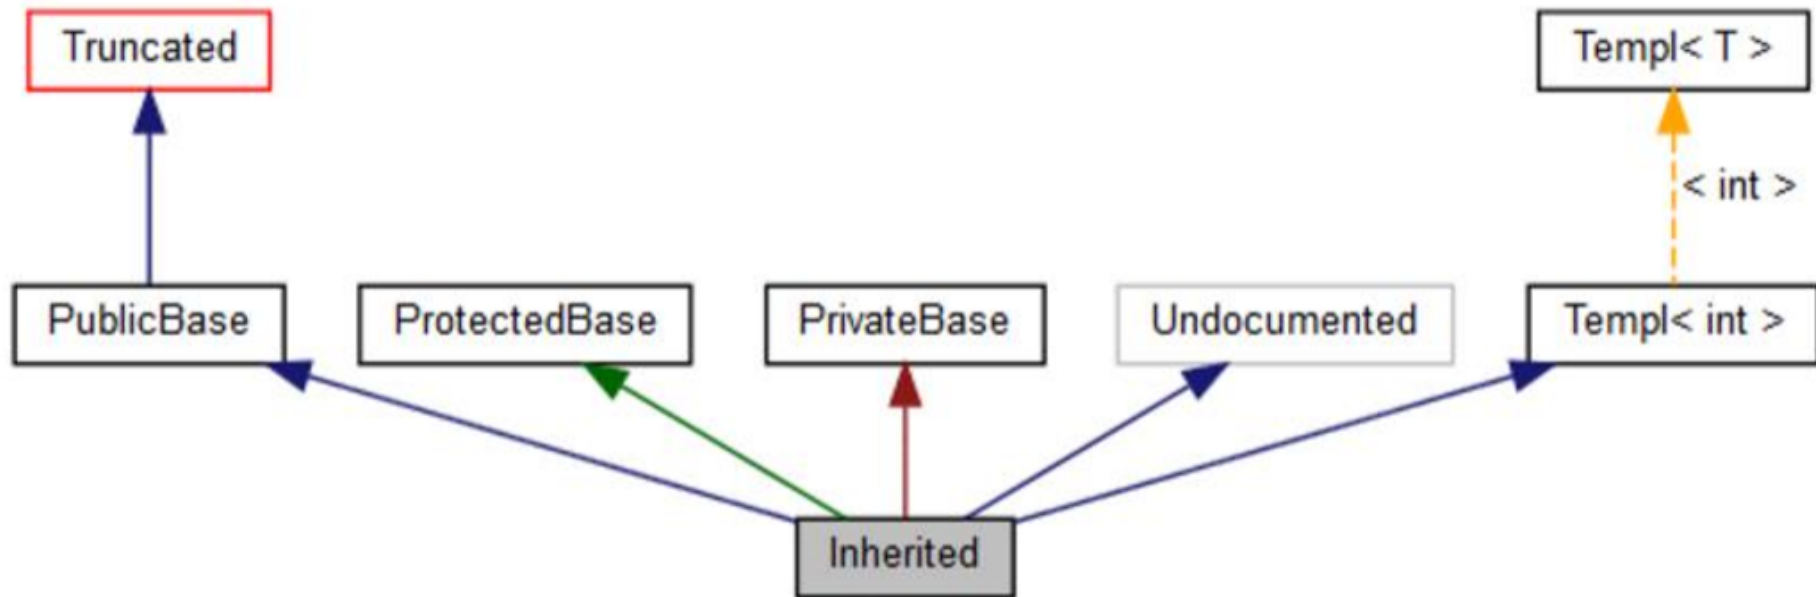 Truncated
Templ< T >
< int >
PublicBase
ProtectedBase
PrivateBase
Undocumented
Templ< int >
Inherited